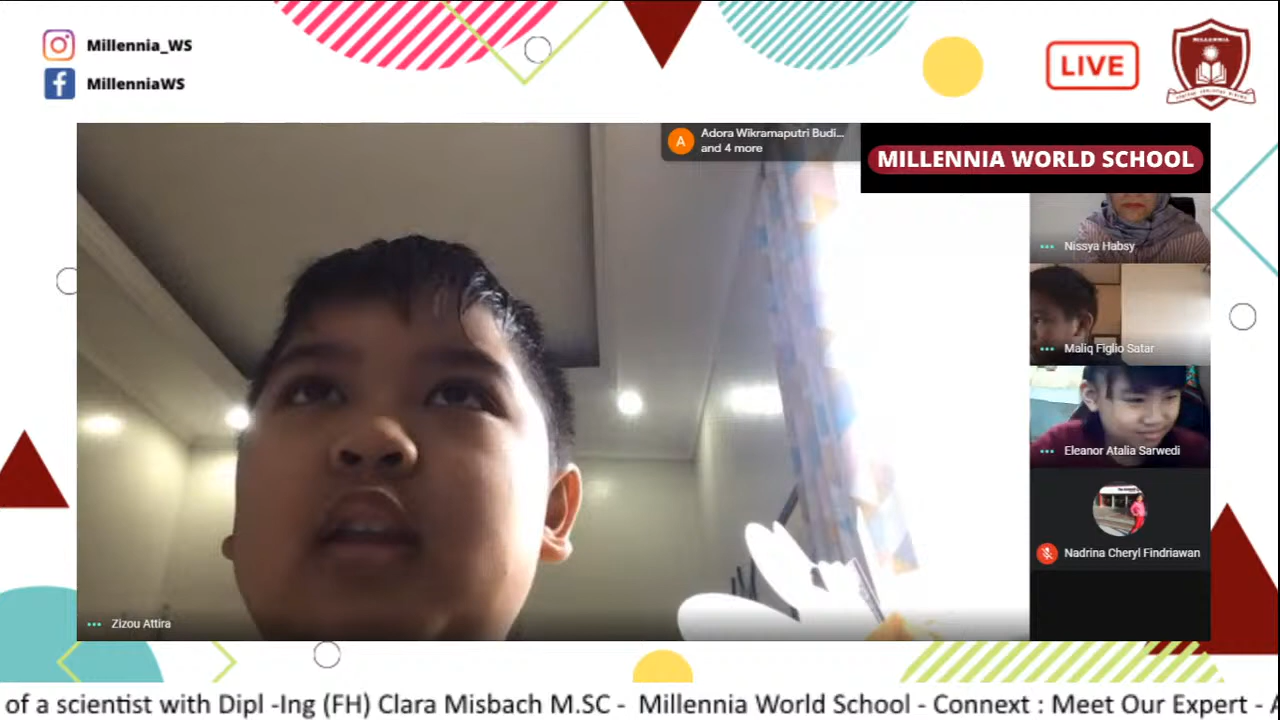 Millennia_WS
MillenniaWS
LIVE
MILLENNIA
Adora Wikramaputri Budi...
and 4 more
A
MILLENNIA WORLD SCHOOL
Nissya Habsy
Maliq Figlio Satar
Eleanor Atalia Sarwedi
Nadrina Cheryl Findriawan
Zizou Attira
of a scientist with Dipl -Ing (FH) Clara Misbach M.SC - Millennia World School - Connext : Meet Our Expert - A